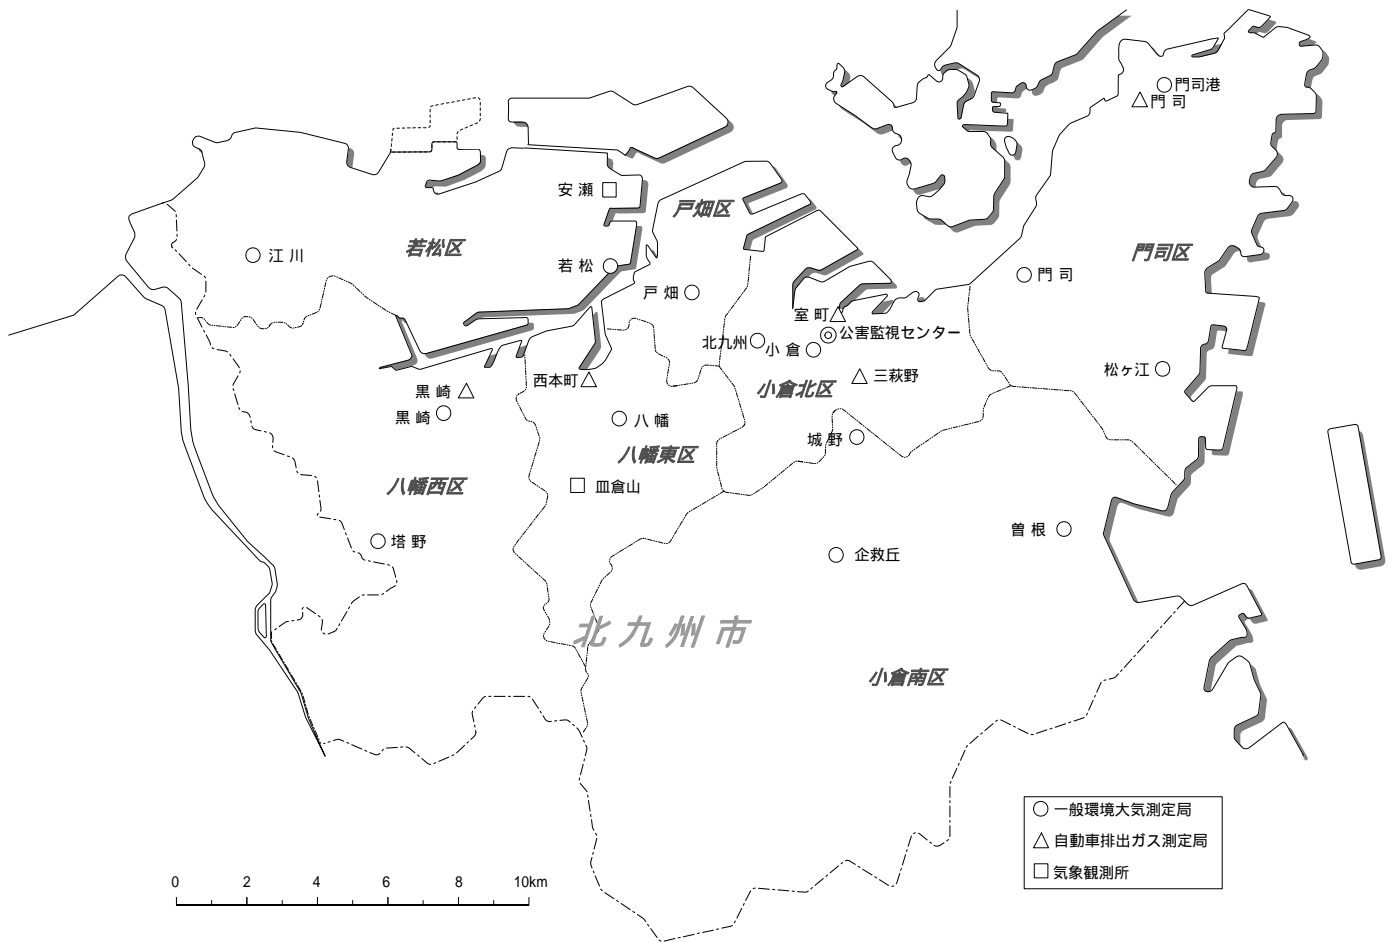 門司港
門 司
安 瀬
戸畑区
若松区
江 川
若 松
門司区
門 司
戸 畑
室 町
公害監視センター
北九州
小 倉
松ヶ江
三萩野
西本町
小倉北区
黒 崎
黒 崎
八 幡
城 野
八幡東区
八幡西区
皿倉山
曽 根
塔 野
企救丘
北九州市
小倉南区
一般環境大気測定局
自動車排出ガス測定局
気象観測所
0 2 4 6 8 10km